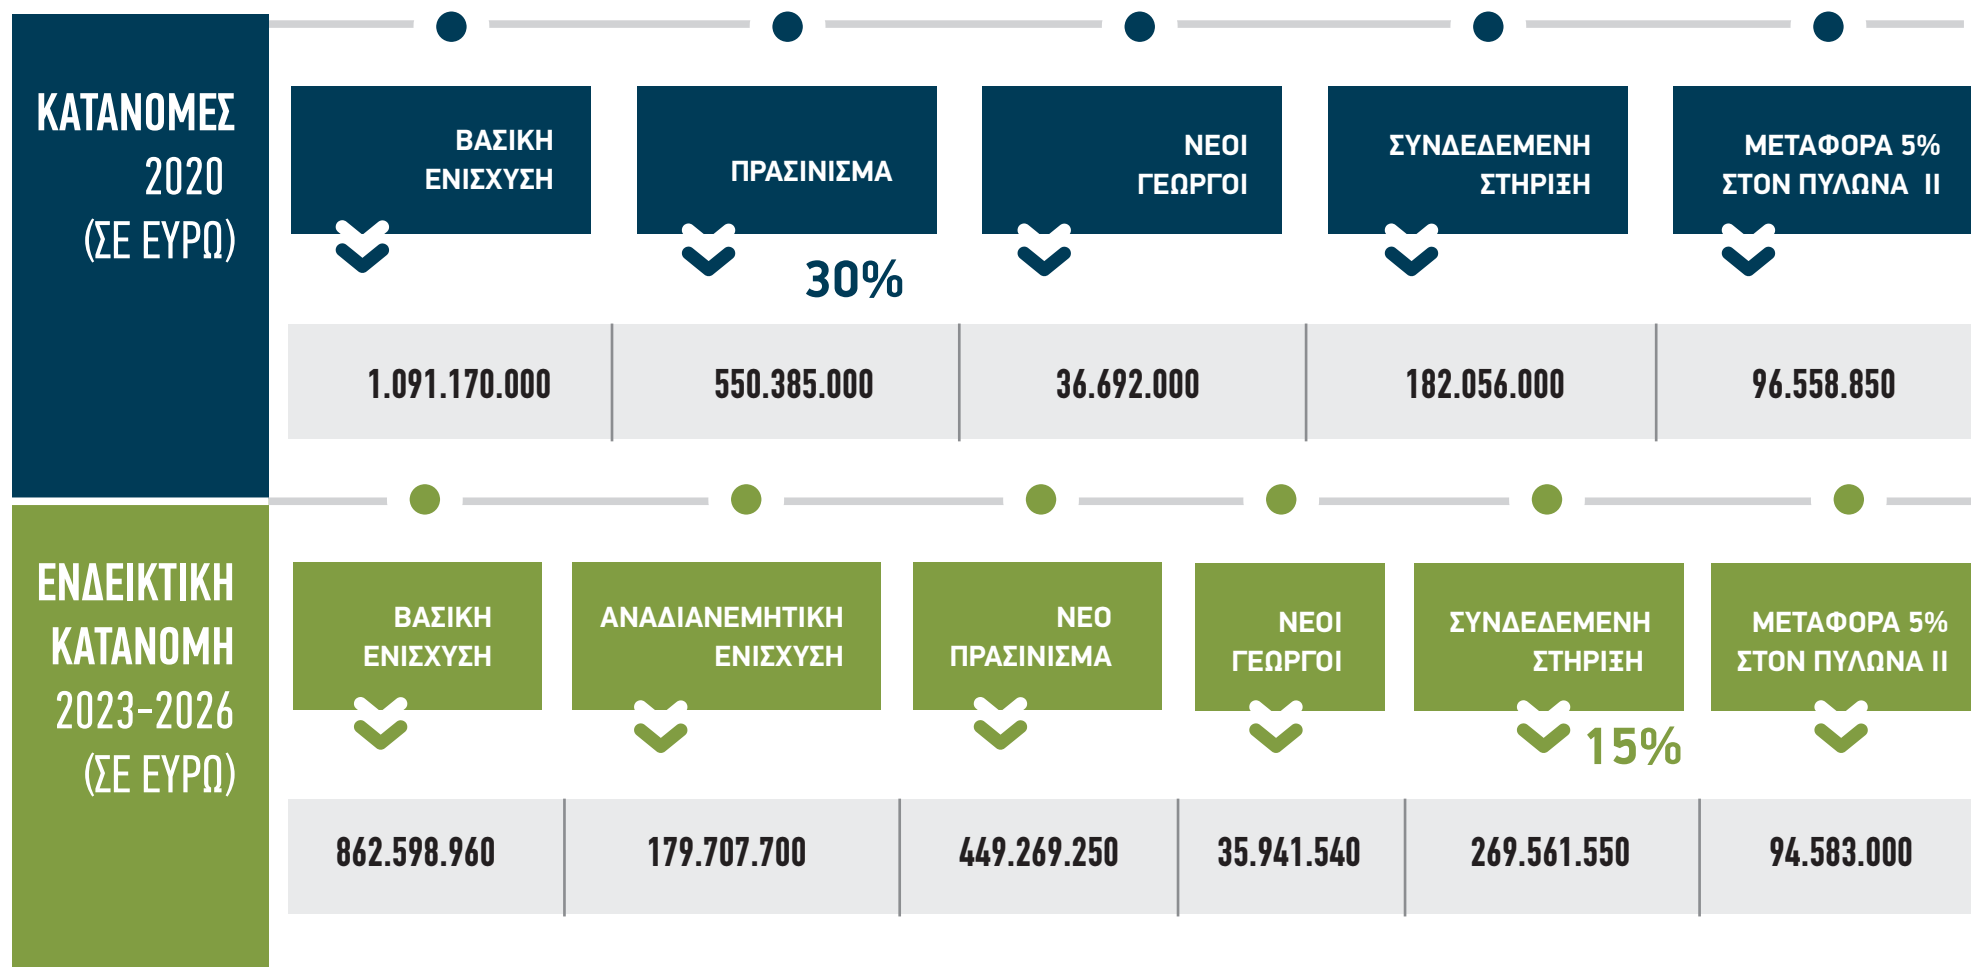 ΚΑΤΑΝΟΜΕΣ
2020
(ΣΕ ΕΥΡΩ)
ΒΑΣΙΚΗ
ΕΝΙΣΧΥΣΗ
ΠΡΑΣΙΝΙΣΜΑ
ΝΕΟΙ
ΓΕΩΡΓΟΙ
ΣΥΝΔΕΔΕΜΕΝΗ
ΣΤΗΡΙΞΗ
ΜΕΤΑΦΟΡΑ 5%
ΣΤΟΝ ΠΥΛΩΝΑ II
30%
1.091.170.000
550.385.000
36.692.000
182.056.000
96.558.850
ΕΝΔΕΙΚΤΙΚΗ
ΚΑΤΑΝΟΜΗ
2023-2026
(ΣΕ ΕΥΡΩ)
ΒΑΣΙΚΗ
ΕΝΙΣΧΥΣΗ
ΑΝΑΔΙΑΝΕΜΗΤΙΚΗ
ΕΝΙΣΧΥΣΗ
ΝΕΟ
ΠΡΑΣΙΝΙΣΜΑ
ΝΕΟΙ
ΓΕΩΡΓΟΙ
ΣΥΝΔΕΔΕΜΕΝΗ
ΣΤΗΡΙΞΗ
ΜΕΤΑΦΟΡΑ 5%
ΣΤΟΝ ΠΥΛΩΝΑ II
15%
862.598.960
179.707.700
449.269.250
35.941.540
269.561.550
94.583.000